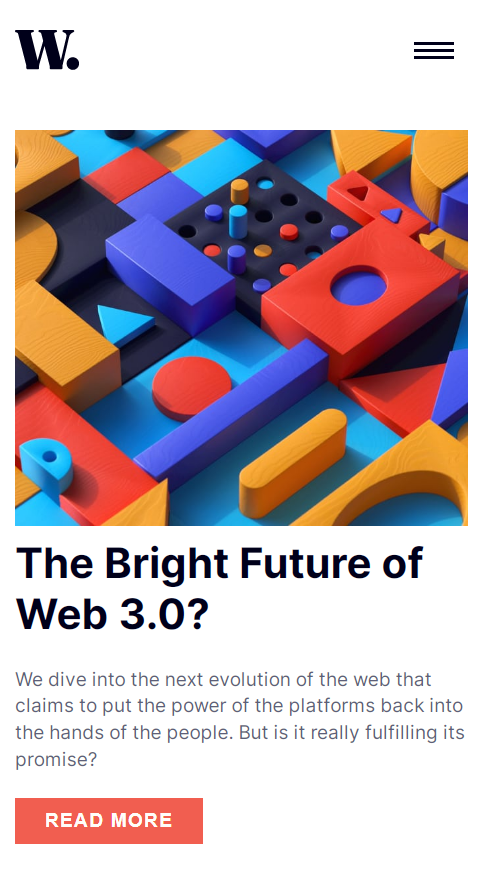 W.
The Bright Future of
Web 3.0?
We dive into the next evolution of the web that
claims to put the power of the platforms back into
the hands of the people. But is it really fulfilling its
promise?
READ MORE